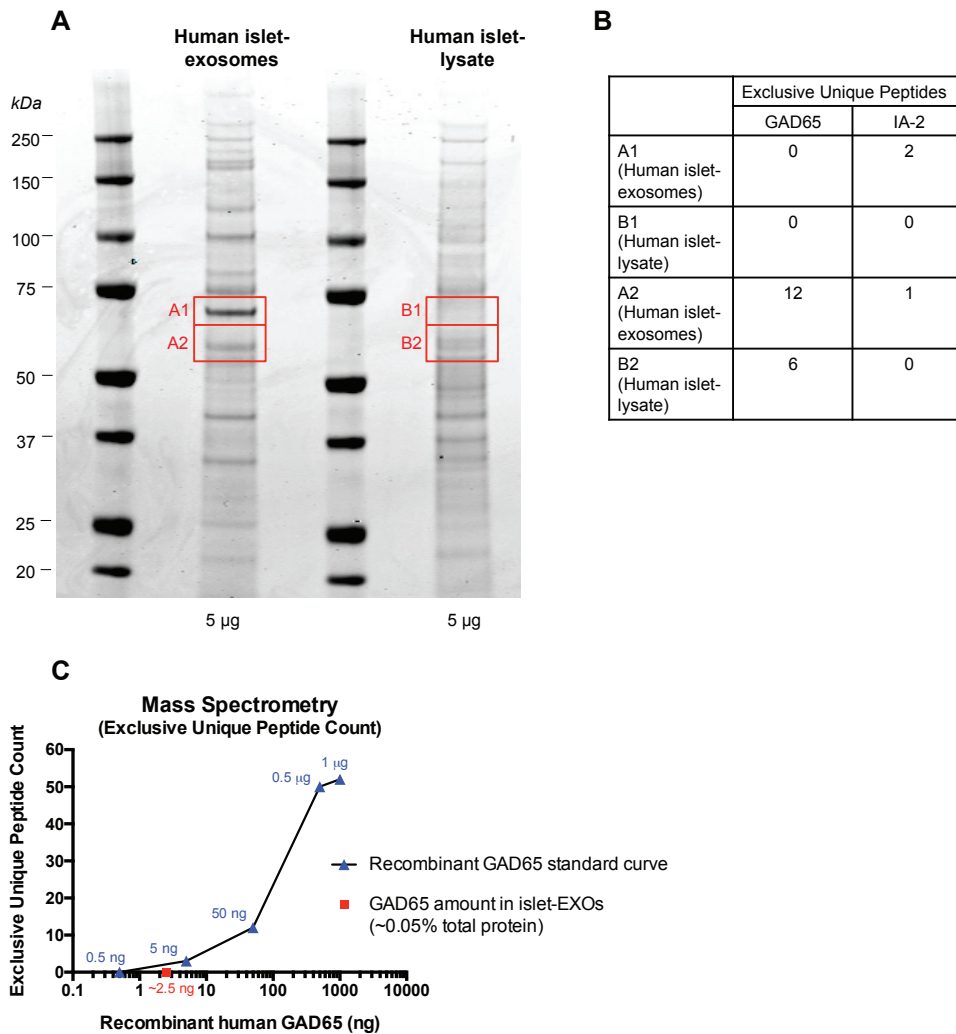 A
Human islet-
exosomes
Human islet-
lysate
kDa
250
150
100
75
50
37
25
20
A1
A2
B1
B2
5 µg
5 µg
B
Exclusive Unique Peptides
GAD65 IA-2
A1
(Human islet-
exosomes)
0 2
B1
(Human islet-
lysate)
0 0
A2
(Human islet-
exosomes)
12 1
B2
(Human islet-
lysate)
6 0
C
Mass Spectrometry
(Exclusive Unique Peptide Count)
Exclusive Unique Peptide Count
60
50
40
30
20
10
0
0.5 ng
5 ng
50 ng
0.5 µg
1 µg
~2.5 ng
0.1 1 10 100 1000 10000
Recombinant human GAD65 (ng)
Recombinant GAD65 standard curve
GAD65 amount in islet-EXOs
(~0.05% total protein)